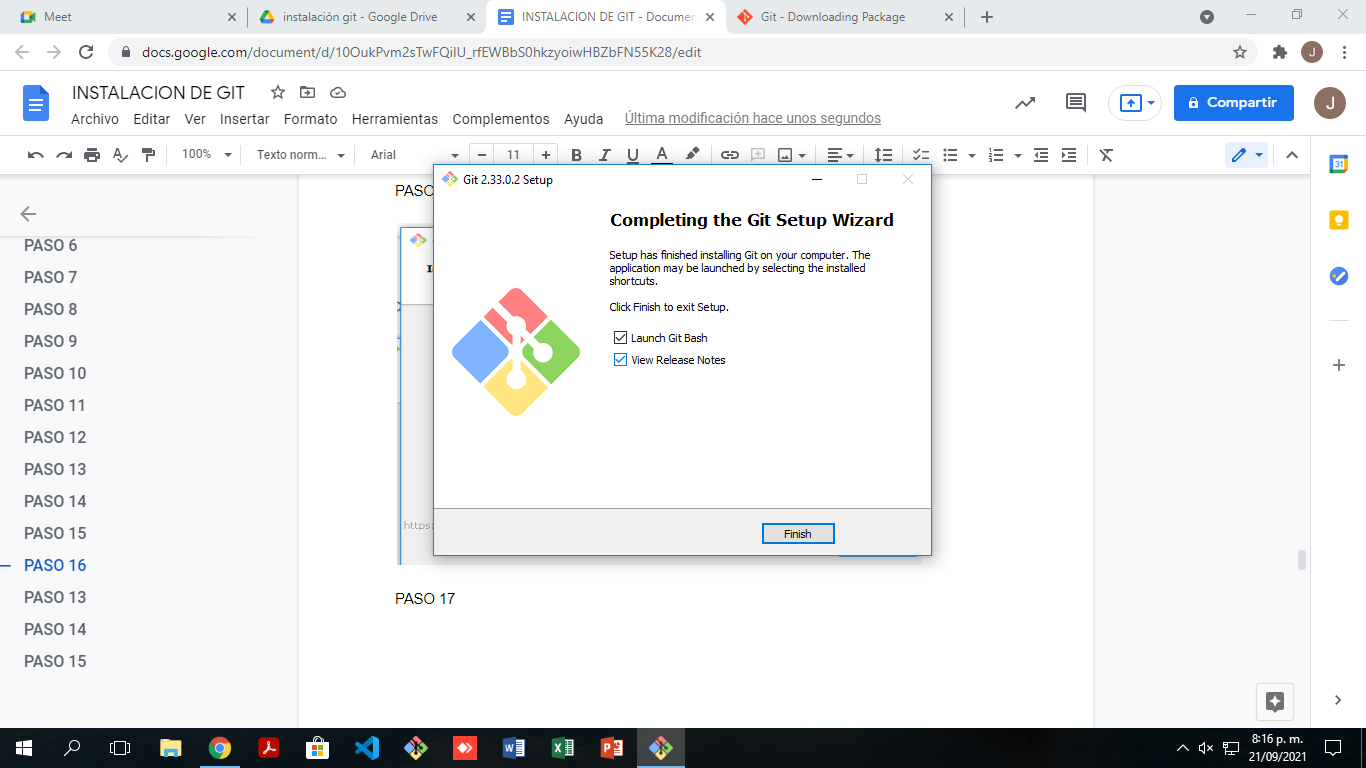 Meet
instalación git - Google Drive
INSTALACION DE GIT - Documen
Git - Downloading Package
docs.google.com/document/d/10OukPvm2sTwFQiIU_rfEWBbS0hkzyoiwHBZbFN55K28/edit
J
INSTALACION DE GIT
Archivo Editar Ver Insertar Formato Herramientas Complementos Ayuda Última modificación hace unos segundos
Compartir
J
100% Texto norm... Arial 11
PASO
Git 2.33.0.2 Setup
Completing the Git Setup Wizard
Setup has finished installing Git on your computer. The
application may be launched by selecting the installed
shortcuts.
Click Finish to exit Setup.
Launch Git Bash
View Release Notes
Finish
https:
PASO 17
PASO 6
PASO 7
PASO 8
PASO 9
PASO 10
PASO 11
PASO 12
PASO 13
PASO 14
PASO 15
PASO 16
PASO 13
PASO 14
PASO 15
31
8:16 p. m.
21/09/2021